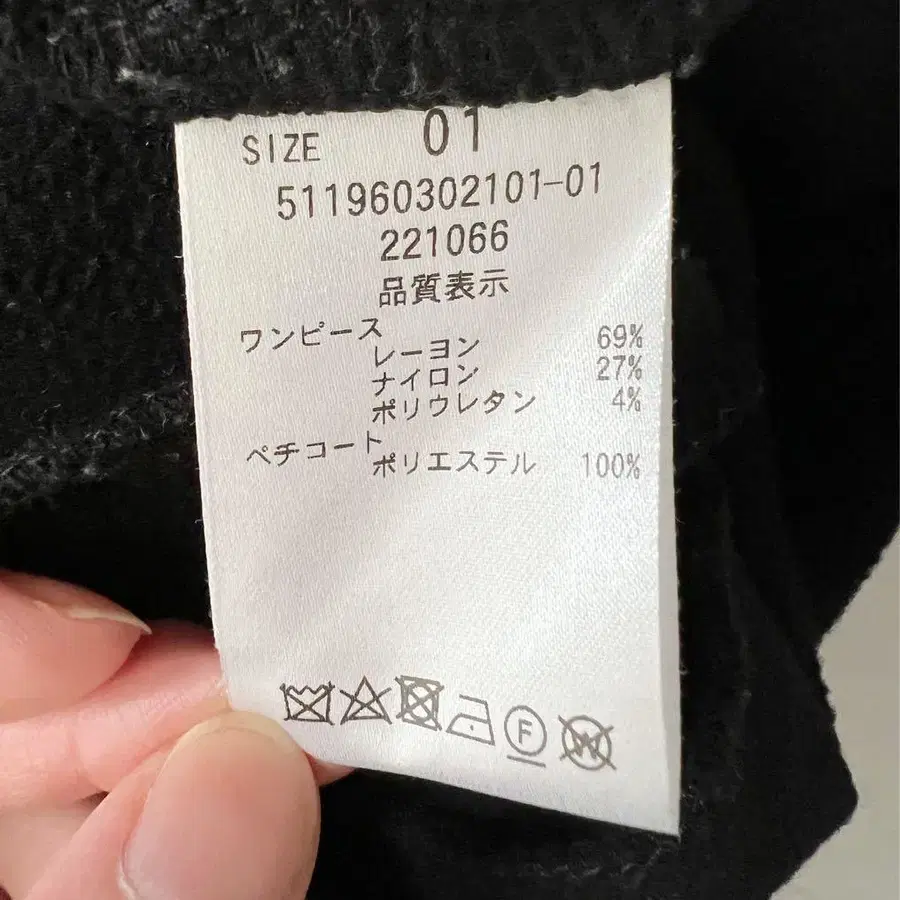 SIZE 01
511960302101-01
221066
品質表示
ワンピース
レーヨン 69%
ナイロン 27%
ポリウレタン 4%
ペチコート
ポリエステル 100%
F
W